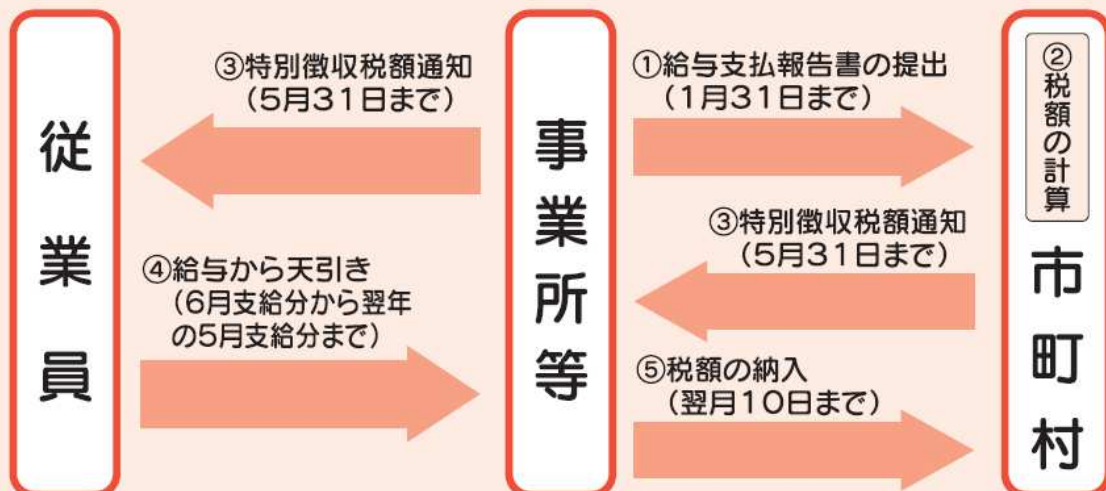 従業員
③特別徴収税額通知
（5月31日まで）
④給与から天引き
（6月支給分から翌年
の5月支給分まで）
事業所等
①給与支払報告書の提出
（1月31日まで）
③特別徴収税額通知
（5月31日まで）
⑤税額の納入
（翌月10日まで）
②税額の計算
市町村